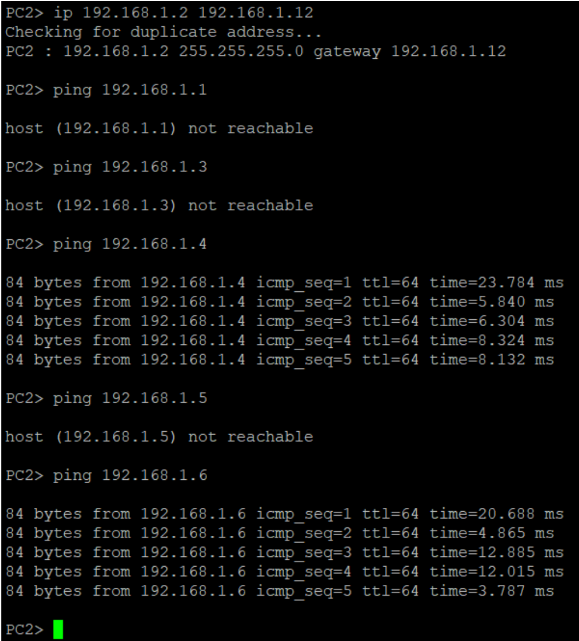 PC2> ip 192.168.1.2 192.168.1.12
Checking for duplicate address...
PC2 : 192.168.1.2 255.255.255.0 gateway 192.168.1.12
PC2> ping 192.168.1.1
host (192.168.1.1) not reachable
PC2> ping 192.168.1.3
host (192.168.1.3) not reachable
PC2> ping 192.168.1.4
84 bytes from 192.168.1.4 icmp_seq=1 ttl=64 time=23.784 ms
84 bytes from 192.168.1.4 icmp_seq=2 ttl=64 time=5.840 ms
84 bytes from 192.168.1.4 icmp_seq=3 ttl=64 time=6.304 ms
84 bytes from 192.168.1.4 icmp_seq=4 ttl=64 time=8.324 ms
84 bytes from 192.168.1.4 icmp_seq=5 ttl=64 time=8.132 ms
PC2> ping 192.168.1.5
host (192.168.1.5) not reachable
PC2> ping 192.168.1.6
84 bytes from 192.168.1.6 icmp_seq=1 ttl=64 time=20.688 ms
84 bytes from 192.168.1.6 icmp_seq=2 ttl=64 time=4.865 ms
84 bytes from 192.168.1.6 icmp_seq=3 ttl=64 time=12.885 ms
84 bytes from 192.168.1.6 icmp_seq=4 ttl=64 time=12.015 ms
84 bytes from 192.168.1.6 icmp_seq=5 ttl=64 time=3.787 ms
PC2>